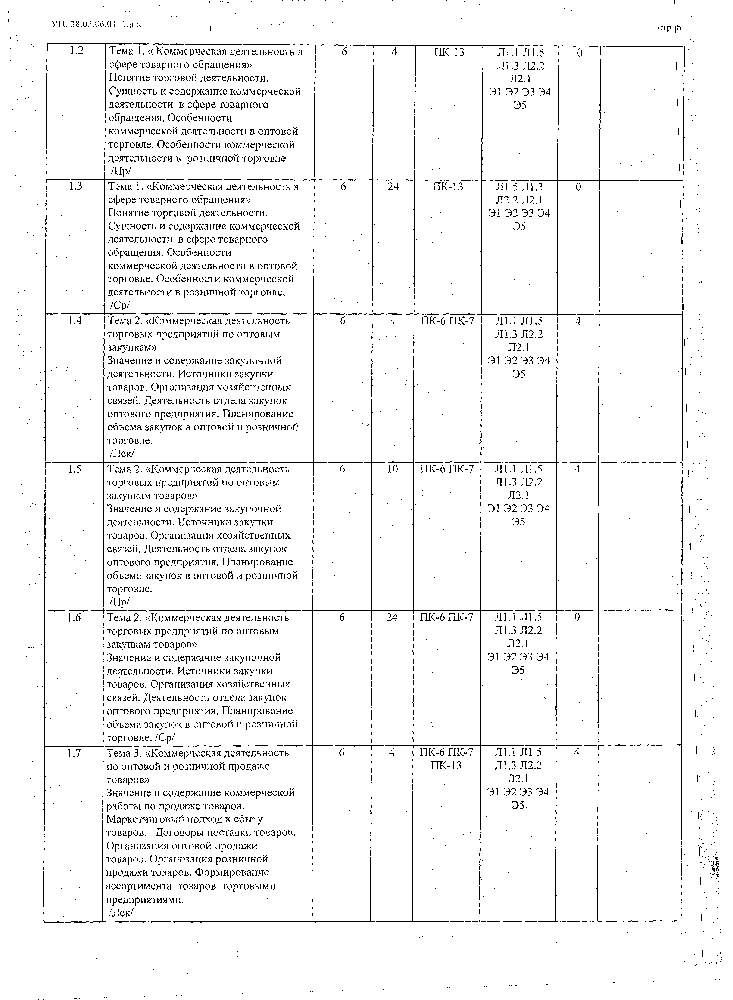 УП: 38.03.06.01_1.plx
стр. 6
1.2
Тема 1. « Коммерческая деятельность в
сфере товарного обращения»
Понятие торговой деятельности.
Сущность и содержание коммерческой
деятельности  в сфере товарного
обращения. Особенности
коммерческой деятельности в оптовой
торговле. Особенности коммерческой
деятельности в  розничной торговле
/Пр/
6
4
ПК-13
Л1.1 Л1.5
Л1.3 Л2.2
Л2.1
Э1 Э2 Э3 Э4
Э5
0
1.3
Тема 1. «Коммерческая деятельность в
сфере товарного обращения»
Понятие торговой деятельности.
Сущность и содержание коммерческой
деятельности  в сфере товарного
обращения. Особенности
коммерческой деятельности в оптовой
торговле. Особенности коммерческой
деятельности в розничной торговле.
/Ср/
6
24
ПК-13
Л1.5 Л1.3
Л2.2 Л2.1
Э1 Э2 Э3 Э4
Э5
0
1.4
Тема 2. «Коммерческая деятельность
торговых предприятий по оптовым
закупкам»
Значение и содержание закупочной
деятельности. Источники закупки
товаров. Организация хозяйственных
связей. Деятельность отдела закупок
оптового предприятия. Планирование
объема закупок в оптовой и розничной
торговле.
/Лек/
6
4
ПК-6 ПК-7
Л1.1 Л1.5
Л1.3 Л2.2
Л2.1
Э1 Э2 Э3 Э4
Э5
4
1.5
Тема 2. «Коммерческая деятельность
торговых предприятий по оптовым
закупкам товаров»
Значение и содержание закупочной
деятельности. Источники закупки
товаров. Организация хозяйственных
связей. Деятельность отдела закупок
оптового предприятия. Планирование
объема закупок в оптовой и розничной
торговле.
/Пр/
6
10
ПК-6 ПК-7
Л1.1 Л1.5
Л1.3 Л2.2
Л2.1
Э1 Э2 Э3 Э4
Э5
4
1.6
Тема 2. «Коммерческая деятельность
торговых предприятий по оптовым
закупкам товаров»
Значение и содержание закупочной
деятельности. Источники закупки
товаров. Организация хозяйственных
связей. Деятельность отдела закупок
оптового предприятия. Планирование
объема закупок в оптовой и розничной
торговле. /Ср/
6
24
ПК-6 ПК-7
Л1.1 Л1.5
Л1.3 Л2.2
Л2.1
Э1 Э2 Э3 Э4
Э5
0
1.7
Тема 3. «Коммерческая деятельность
по оптовой и розничной продаже
товаров»
Значение и содержание коммерческой
работы по продаже товаров.
Маркетинговый подход к сбыту
товаров.   Договоры поставки товаров.
Организация оптовой продажи
товаров. Организация розничной
продажи товаров. Формирование
ассортимента  товаров  торговыми
предприятиями.
/Лек/
6
4
ПК-6 ПК-7
ПК-13
Л1.1 Л1.5
Л1.3 Л2.2
Л2.1
Э1 Э2 Э3 Э4
Э5
4